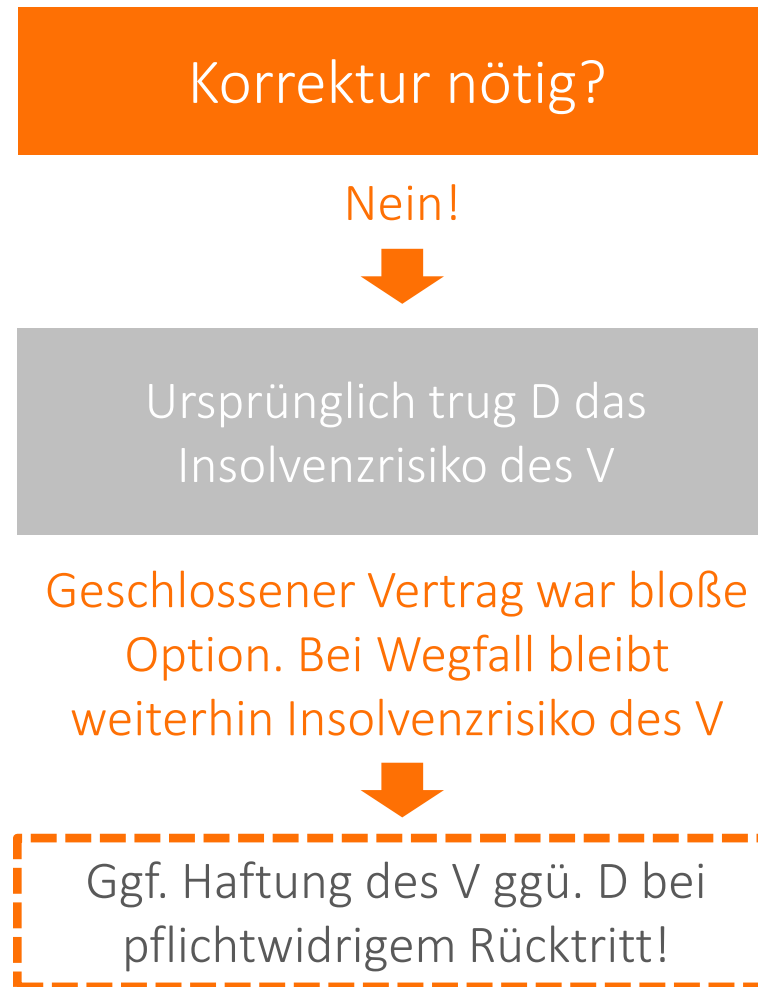 Korrektur nötig?
Nein!
Ursprünglich trug D das
Insolvenzrisiko des V
Geschlossener Vertrag war bloße
Option. Bei Wegfall bleibt
weiterhin Insolvenzrisiko des V
Ggf. Haftung des V ggü. D bei
pflichtwidrigem Rücktritt!